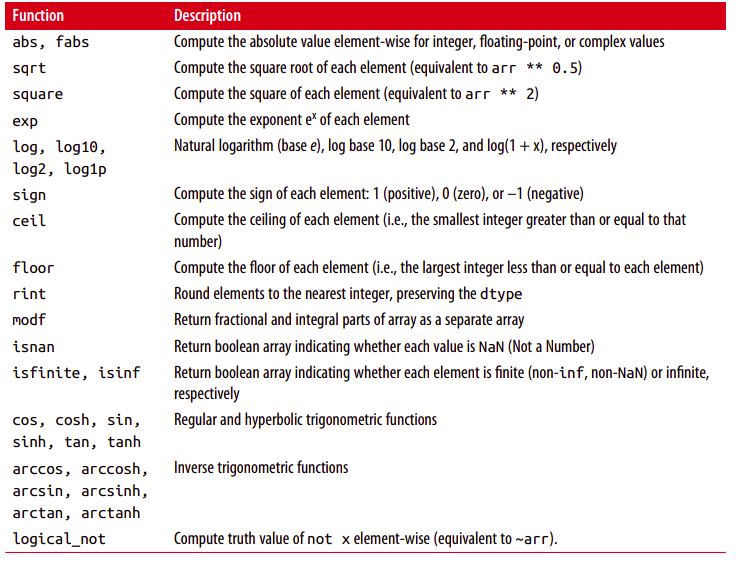 Function Description
abs, fabs Compute the absolute value element-wise for integer, floating-point, or complex values
sqrt Compute the square root of each element (equivalent to arr ** 0.5)
square Compute the square of each element (equivalent to arr ** 2)
exp Compute the exponent eˣ of each element
log, log10, Natural logarithm (base e), log base 10, log base 2, and log(1 + x), respectively
log2, log1p
sign Compute the sign of each element: 1 (positive), 0 (zero), or –1 (negative)
ceil Compute the ceiling of each element (i.e., the smallest integer greater than or equal to that
number)
floor Compute the floor of each element (i.e., the largest integer less than or equal to each element)
rint Round elements to the nearest integer, preserving the dtype
modf Return fractional and integral parts of array as a separate array
isnan Return boolean array indicating whether each value is NaN (Not a Number)
isfinite, isinf Return boolean array indicating whether each element is finite (non-inf, non-NaN) or infinite,
respectively
cos, cosh, sin, Regular and hyperbolic trigonometric functions
sinh, tan, tanh
arccos, arccosh, Inverse trigonometric functions
arcsin, arcsinh,
arctan, arctanh
logical_not Compute truth value of not x element-wise (equivalent to ~arr).